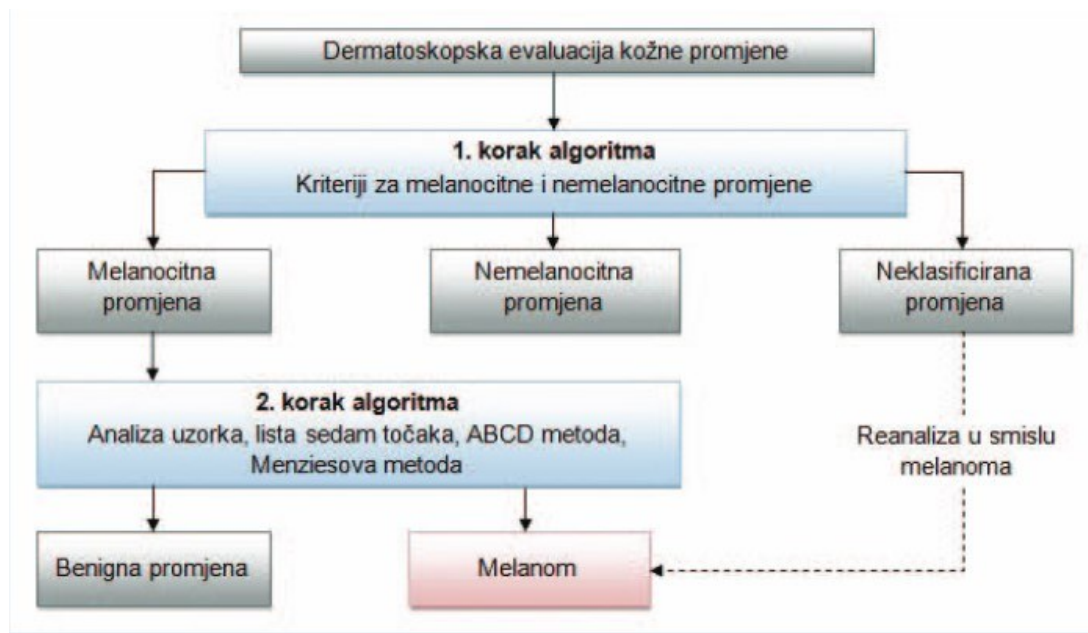 Dermatoskopska evaluacija kožne promjene
1. korak algoritma
Kriteriji za melanocitne i nemelanocitne promjene
Melanocitna
promjena
Nemelanocitna
promjena
Neklasificirana
promjena
2. korak algoritma
Analiza uzorka, lista sedam točaka, ABCD metoda,
Menziesova metoda
Reanaliza u smislu
melanoma
Benigna promjena
Melanom